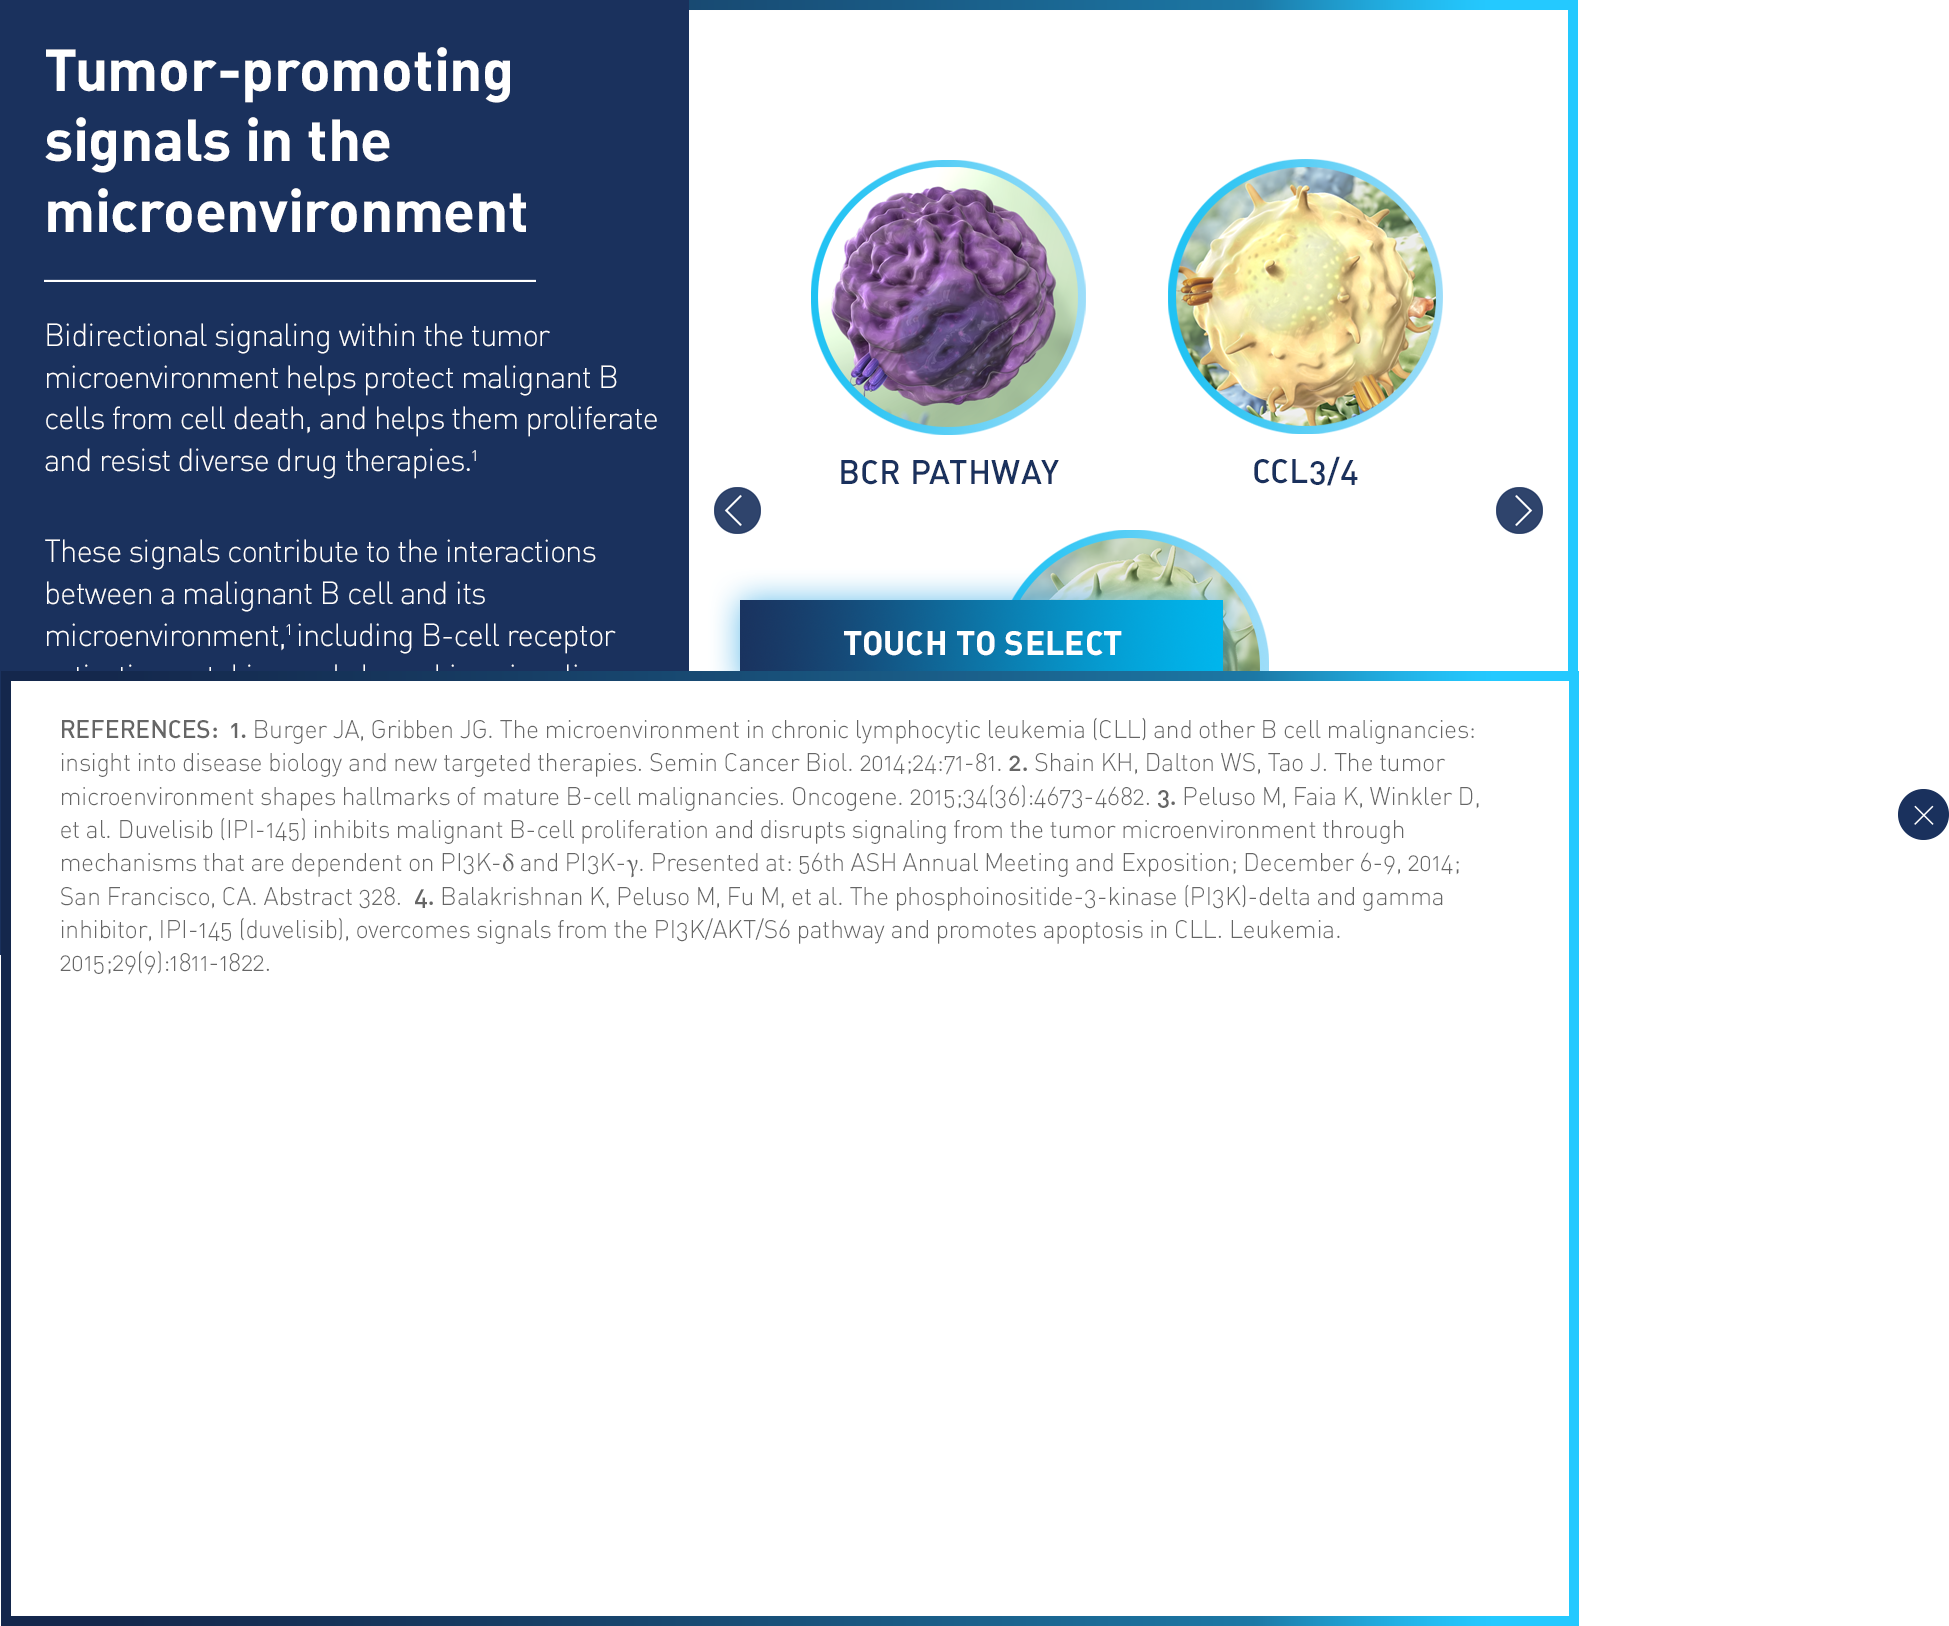 Tumor-promoting
signals in the
microenvironment
Bidirectional signaling within the tumor
microenvironment helps protect malignant B
cells from cell death, and helps them proliferate
and resist diverse drug therapies.¹
These signals contribute to the interactions
between a malignant B cell and its
microenvironment,¹ including B-cell receptor
BCR PATHWAY
CCL3/4
TOUCH TO SELECT
REFERENCES: 1. Burger JA, Gribben JG. The microenvironment in chronic lymphocytic leukemia (CLL) and other B cell malignancies:
insight into disease biology and new targeted therapies. Semin Cancer Biol. 2014;24:71-81. 2. Shain KH, Dalton WS, Tao J. The tumor
microenvironment shapes hallmarks of mature B-cell malignancies. Oncogene. 2015;34(36):4673-4682. 3. Peluso M, Faia K, Winkler D,
et al. Duvelisib (IPI-145) inhibits malignant B-cell proliferation and disrupts signaling from the tumor microenvironment through
mechanisms that are dependent on PI3K-δ and PI3K-γ. Presented at: 56th ASH Annual Meeting and Exposition; December 6-9, 2014;
San Francisco, CA. Abstract 328. 4. Balakrishnan K, Peluso M, Fu M, et al. The phosphoinositide-3-kinase (PI3K)-delta and gamma
inhibitor, IPI-145 (duvelisib), overcomes signals from the PI3K/AKT/S6 pathway and promotes apoptosis in CLL. Leukemia.
2015;29(9):1811-1822.